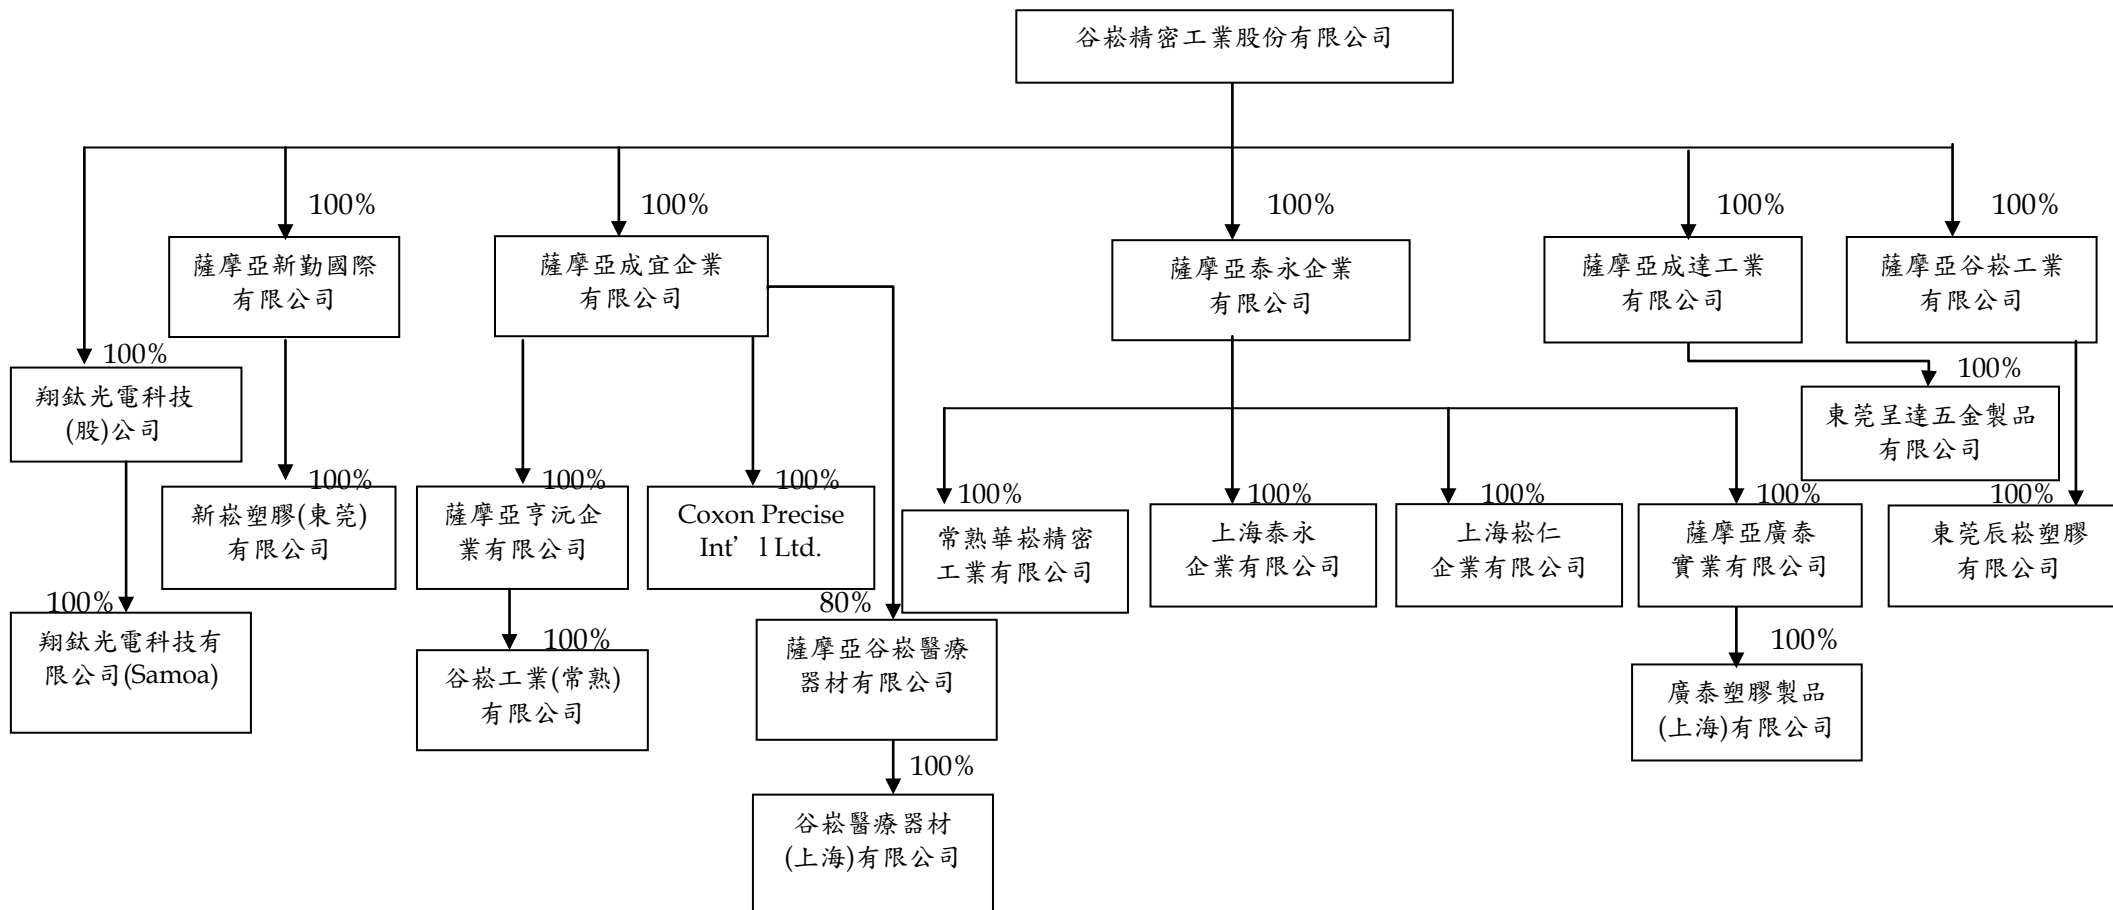 谷崧精密工業股份有限公司
100%
100%
100%
100%
100%
薩摩亞新勤國際
有限公司
薩摩亞成宜企業
有限公司
薩摩亞泰永企業
有限公司
薩摩亞成達工業
有限公司
薩摩亞谷崧工業
有限公司
100%
翔鈦光電科技
(股)公司
100%
東莞呈達五金製品
有限公司
100%
新崧塑膠(東莞)
有限公司
100%
薩摩亞亨沅企
業有限公司
100%
Coxon Precise
Int’l Ltd.
100%
常熟華崧精密
工業有限公司
100%
上海泰永
企業有限公司
100%
上海崧仁
企業有限公司
100%
薩摩亞廣泰
實業有限公司
100%
東莞辰崧塑膠
有限公司
100%
翔鈦光電科技有
限公司(Samoa)
100%
谷崧工業(常熟)
有限公司
80%
薩摩亞谷崧醫療
器材有限公司
100%
廣泰塑膠製品
(上海)有限公司
100%
谷崧醫療器材
(上海)有限公司